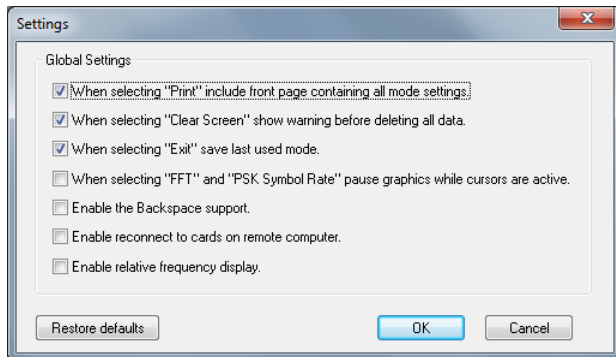 Settings
Global Settings
When selecting "Print" include front page containing all mode settings.
When selecting "Clear Screen" show warning before deleting all data.
When selecting "Exit" save last used mode.
When selecting "FFT" and "PSK Symbol Rate" pause graphics while cursors are active.
Enable the Backspace support.
Enable reconnect to cards on remote computer.
Enable relative frequency display.
Restore defaults OK Cancel